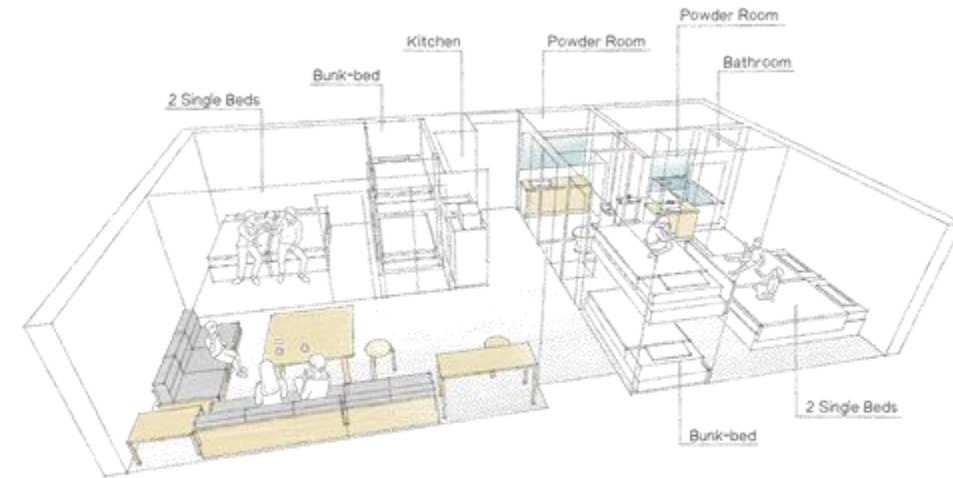 Powder Room
Kitchen
Powder Room
Bathroom
Bunk-bed
2 Single Beds
2 Single Beds
Bunk-bed